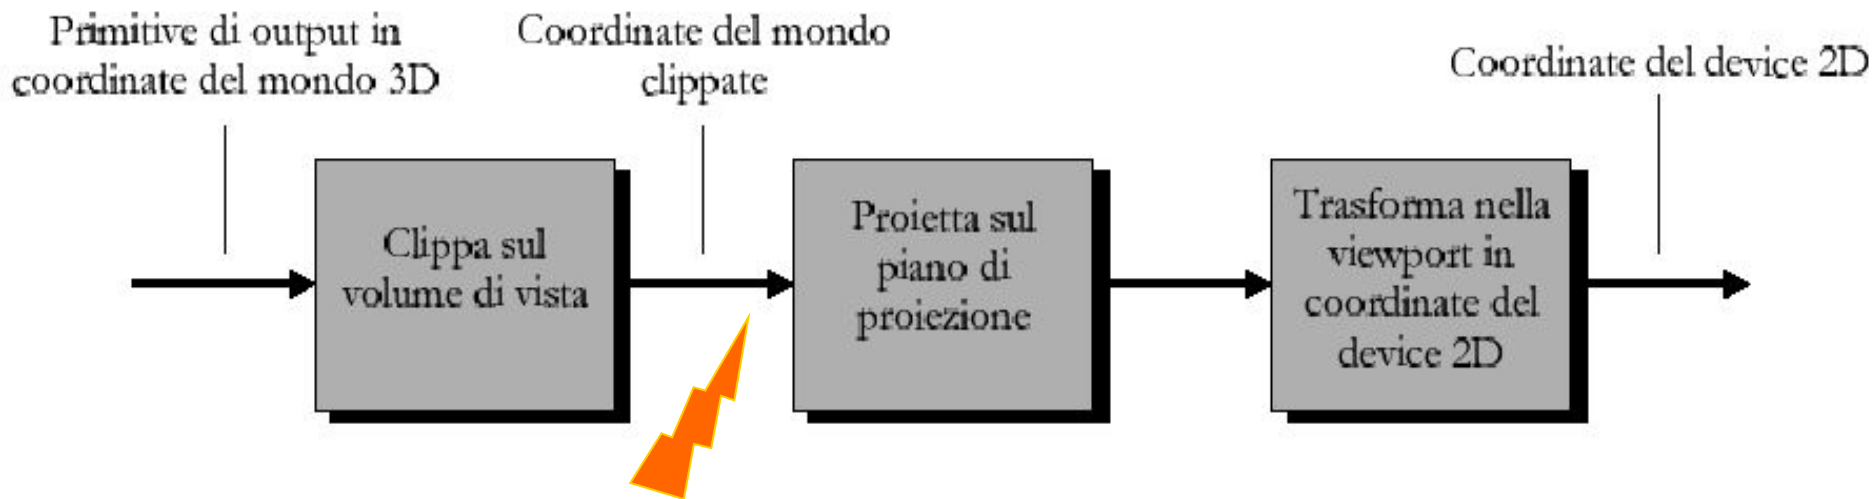 Primitive di output in
coordinate del mondo 3D
Coordinate del mondo
clippate
Coordinate del device 2D
Clippa sul
volume di vista
Proietta sul
piano di
proiezione
Trasforma nella
viewport in
coordinate del
device 2D